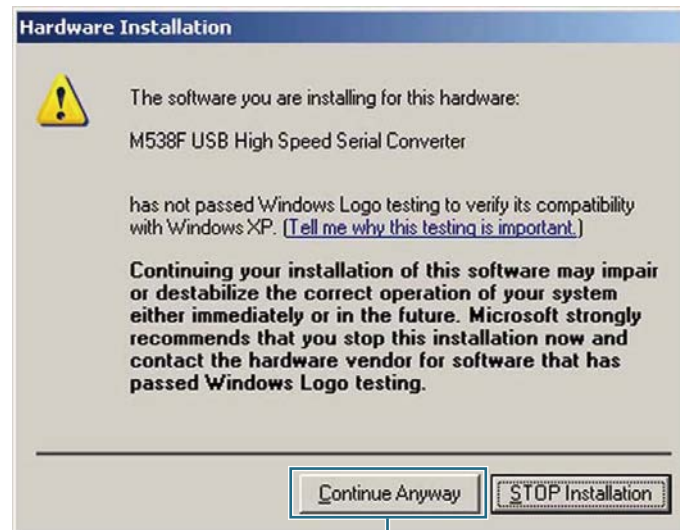 Hardware Installation
The software you are installing for this hardware:
M538F USB High Speed Serial Converter
has not passed Windows Logo testing to verify its compatibility
with Windows XP. (Tell me why this testing is important.)
Continuing your installation of this software may impair
or destabilize the correct operation of your system
either immediately or in the future. Microsoft strongly
recommends that you stop this installation now and
contact the hardware vendor for software that has
passed Windows Logo testing.
Continue Anyway
STOP Installation